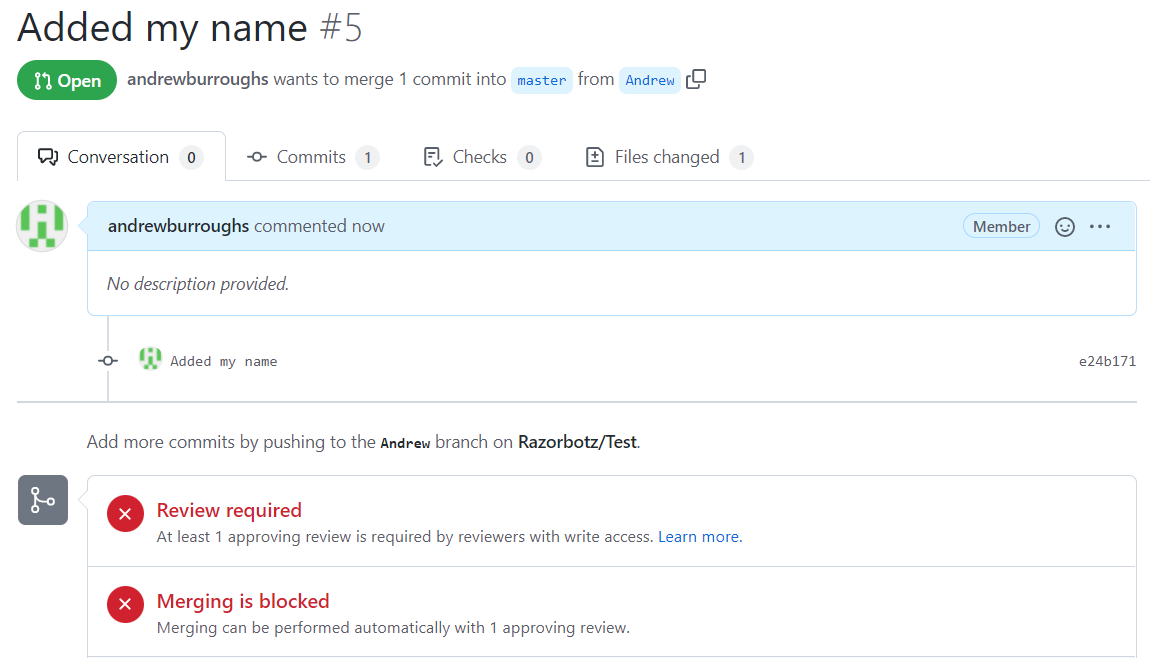 Added my name #5
Open andrewburroughs wants to merge 1 commit into master from Andrew
Conversation 0 Commits 1 Checks 0 Files changed 1
andrewburroughs commented now Member
No description provided.
Added my name e24b171
Add more commits by pushing to the Andrew branch on Razorbotz/Test.
Review required
At least 1 approving review is required by reviewers with write access. Learn more.
Merging is blocked
Merging can be performed automatically with 1 approving review.